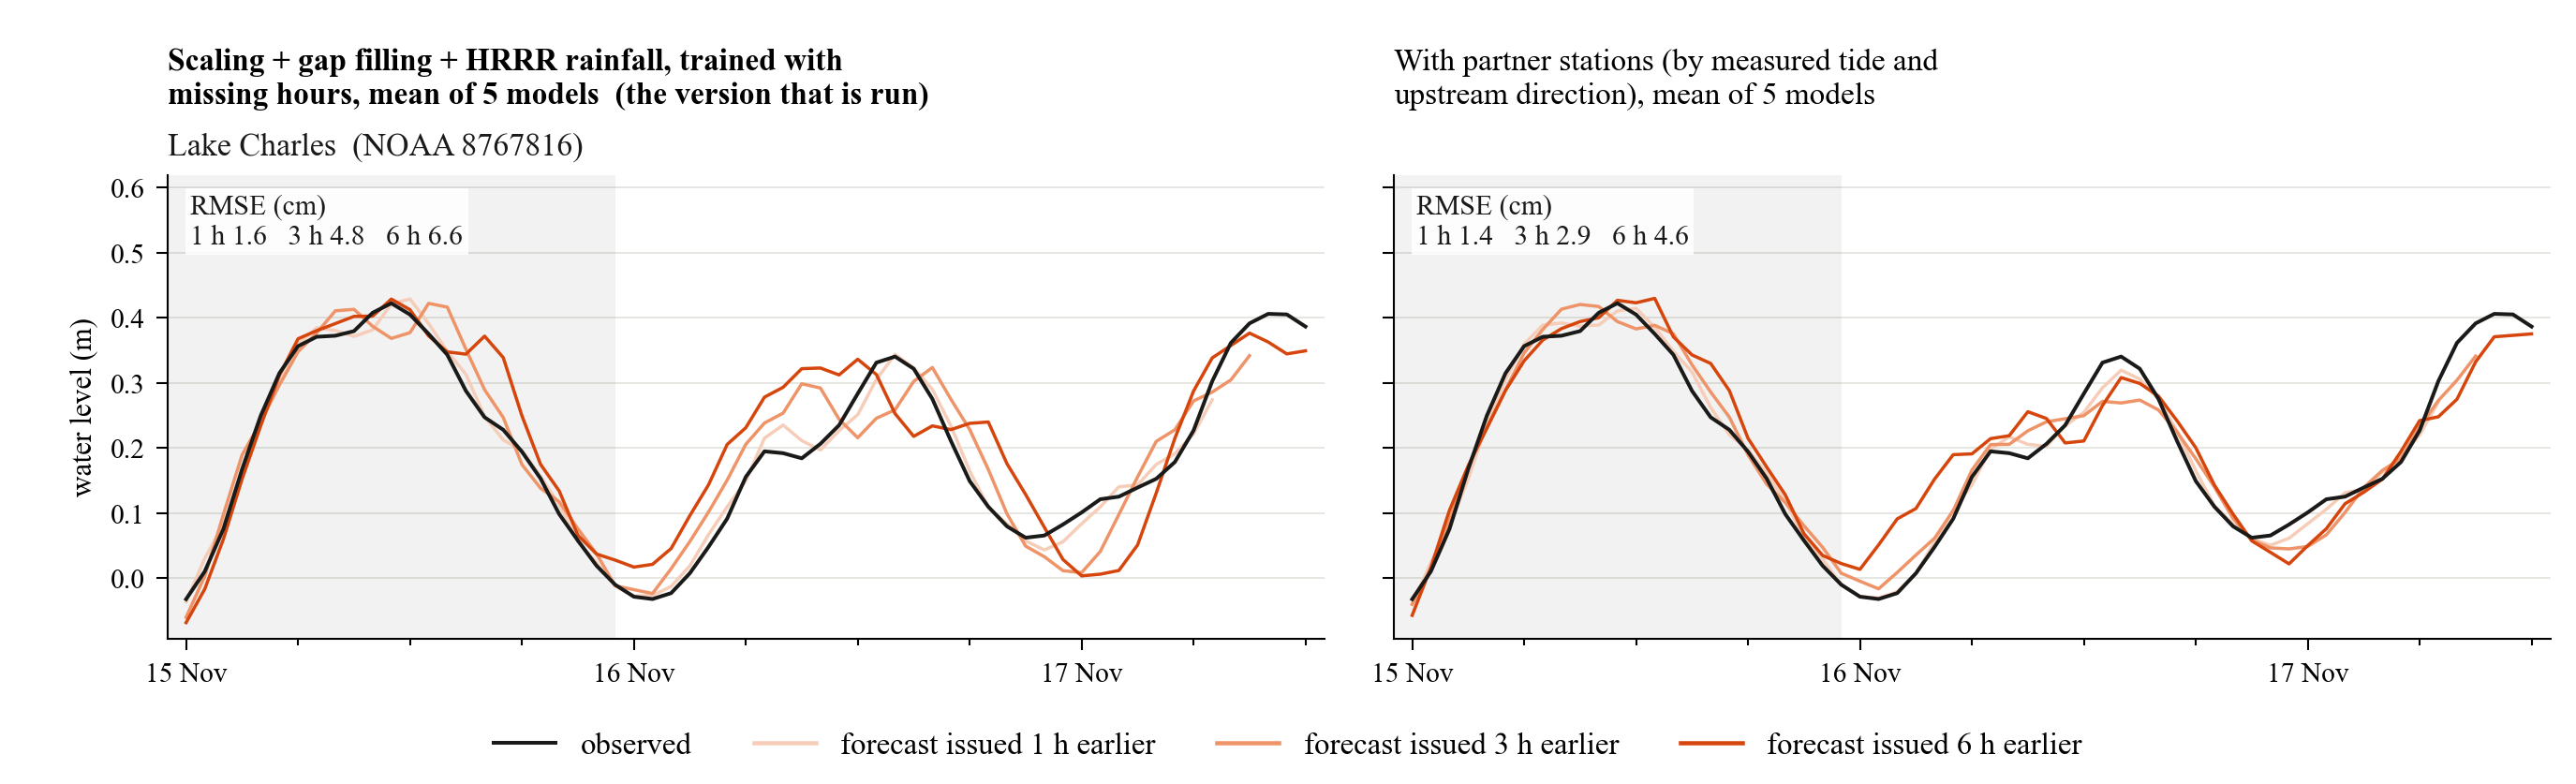 Scaling + gap filling + HRRR rainfall, trained with
missing hours, mean of 5 models  (the version that is run)
Lake Charles  (NOAA 8767816)
RMSE (cm)
1 h 1.6   3 h 4.8   6 h 6.6
0.6
0.5
0.4
0.3
0.2
0.1
0.0
water level (m)
15 Nov
16 Nov
17 Nov
With partner stations (by measured tide and
upstream direction), mean of 5 models
RMSE (cm)
1 h 1.4   3 h 2.9   6 h 4.6
15 Nov
16 Nov
17 Nov
observed
forecast issued 1 h earlier
forecast issued 3 h earlier
forecast issued 6 h earlier